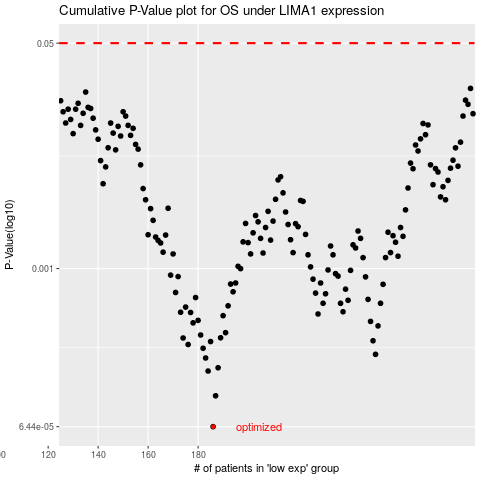 Cumulative P-Value plot for OS under LIMA1 expression
0.05
P-Value(log10)
0.001
6.44e-05
optimized
00 120 140 160 180
# of patients in 'low exp' group